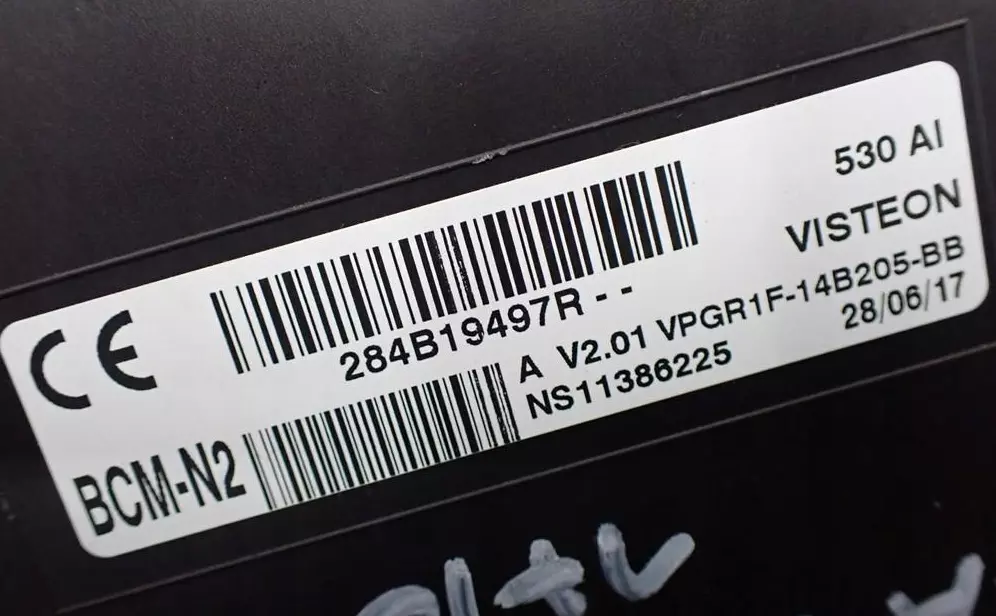 530 AI
VISTEON
CE
284B19497R - -
A V2.01 VPGR1F-14B205-BB
NS11386225 28/06/17
BCM-N2